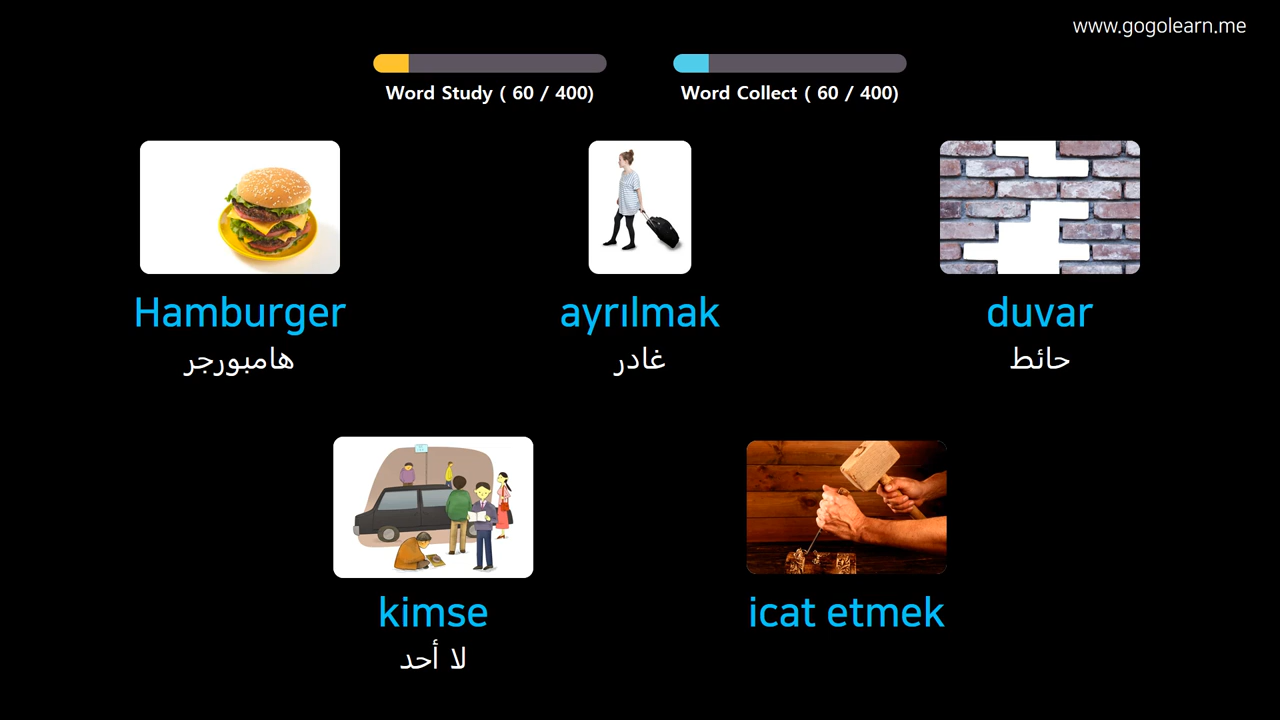 www.gogolearn.me
Word Study ( 60 / 400)
Word Collect ( 60 / 400)
Hamburger
هامبورجر
ayrılmak
غادر
duvar
حائط
kimse
لا أحد
icat etmek